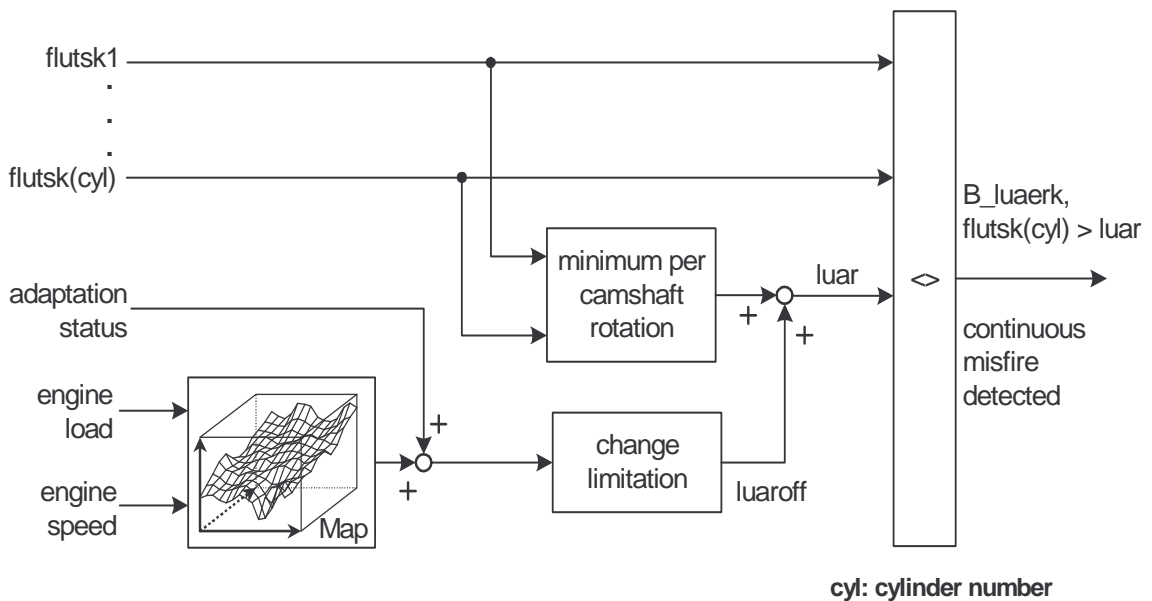 flutsk1
.
.
.
flutsk(cyl)
adaptation
status
engine
load
engine
speed
Map
+
+
minimum per
camshaft
rotation
change
limitation
+
+
luar
luaroff
<>
B_luaerk,
flutsk(cyl) > luar
continuous
misfire
detected
cyl: cylinder number